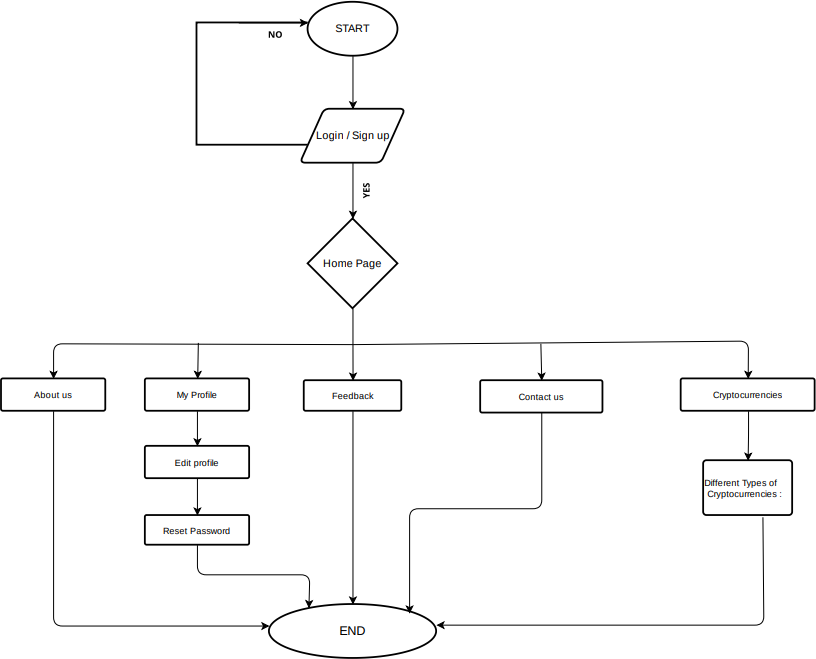 START
NO
Login / Sign up
YES
Home Page
About us
My Profile
Feedback
Contact us
Cryptocurrencies
Edit profile
Different Types of
Cryptocurrencies :
Reset Password
END